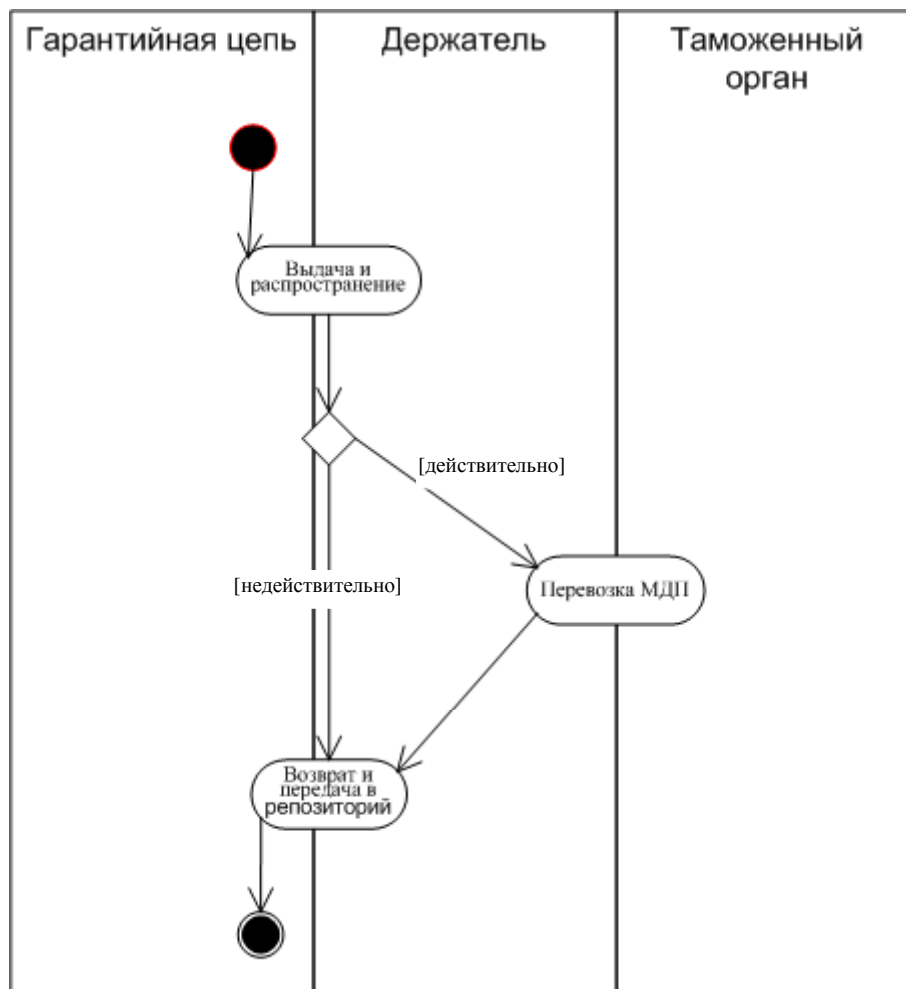 Гарантийная цепь
Держатель
Таможенный
орган
Выдача и
распространение
[действительно]
[недействительно]
Перевозка МДП
Возврат и
передача в
репозиторий